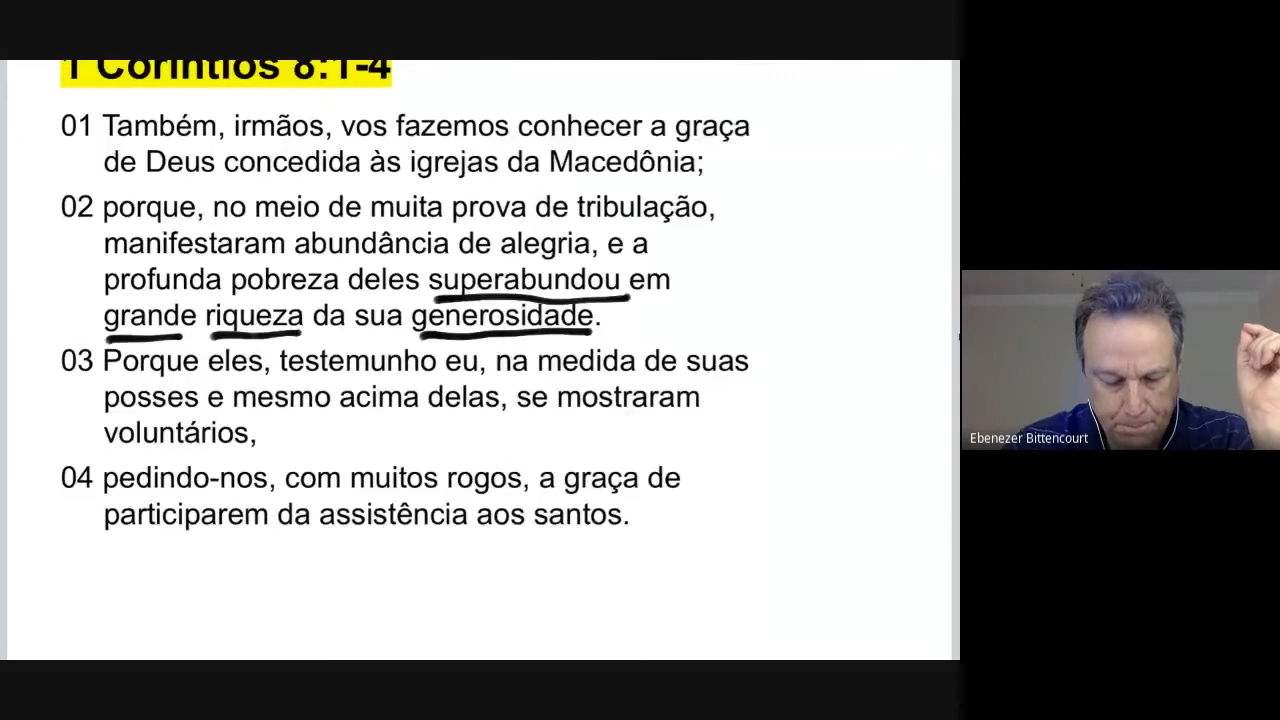 1 Coríntios 8:1-4
01 Também, irmãos, vos fazemos conhecer a graça
de Deus concedida às igrejas da Macedônia;
02 porque, no meio de muita prova de tribulação,
manifestaram abundância de alegria, e a
profunda pobreza deles superabundou em
grande riqueza da sua generosidade.
03 Porque eles, testemunho eu, na medida de suas
posses e mesmo acima delas, se mostraram
voluntários,
04 pedindo-nos, com muitos rogos, a graça de
participarem da assistência aos santos.
Ebenezer Bittencourt